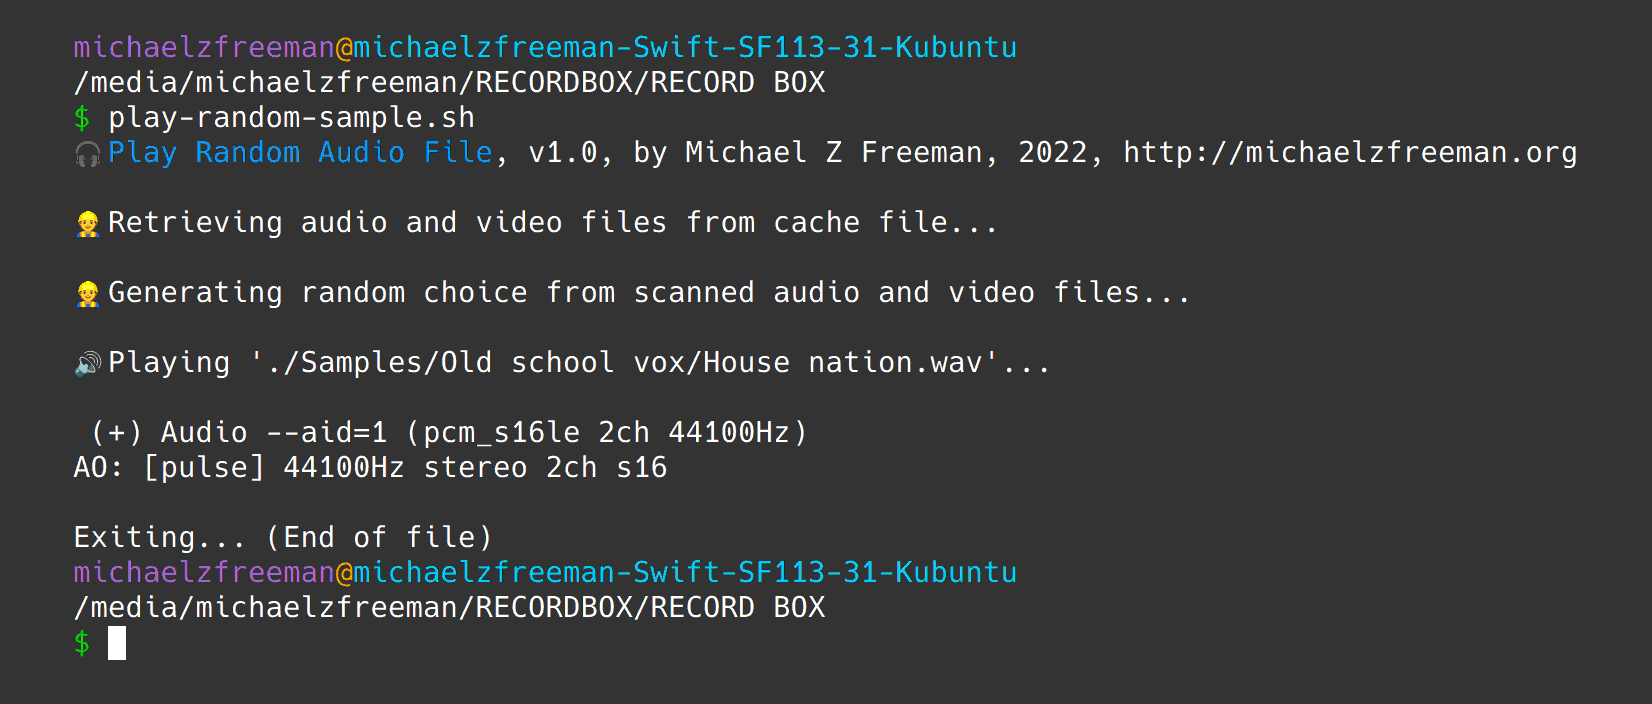 michaelzfreeman@michaelzfreeman-Swift-SF113-31-Kubuntu
/media/michaelzfreeman/RECORDBOX/RECORD BOX
$ play-random-sample.sh
🎧Play Random Audio File, v1.0, by Michael Z Freeman, 2022, http://michaelzfreeman.org
👷Retrieving audio and video files from cache file...
👷Generating random choice from scanned audio and video files...
🔊Playing './Samples/Old school vox/House nation.wav'...
(+) Audio --aid=1 (pcm_s16le 2ch 44100Hz)
AO: [pulse] 44100Hz stereo 2ch s16
Exiting... (End of file)
michaelzfreeman@michaelzfreeman-Swift-SF113-31-Kubuntu
/media/michaelzfreeman/RECORDBOX/RECORD BOX
$